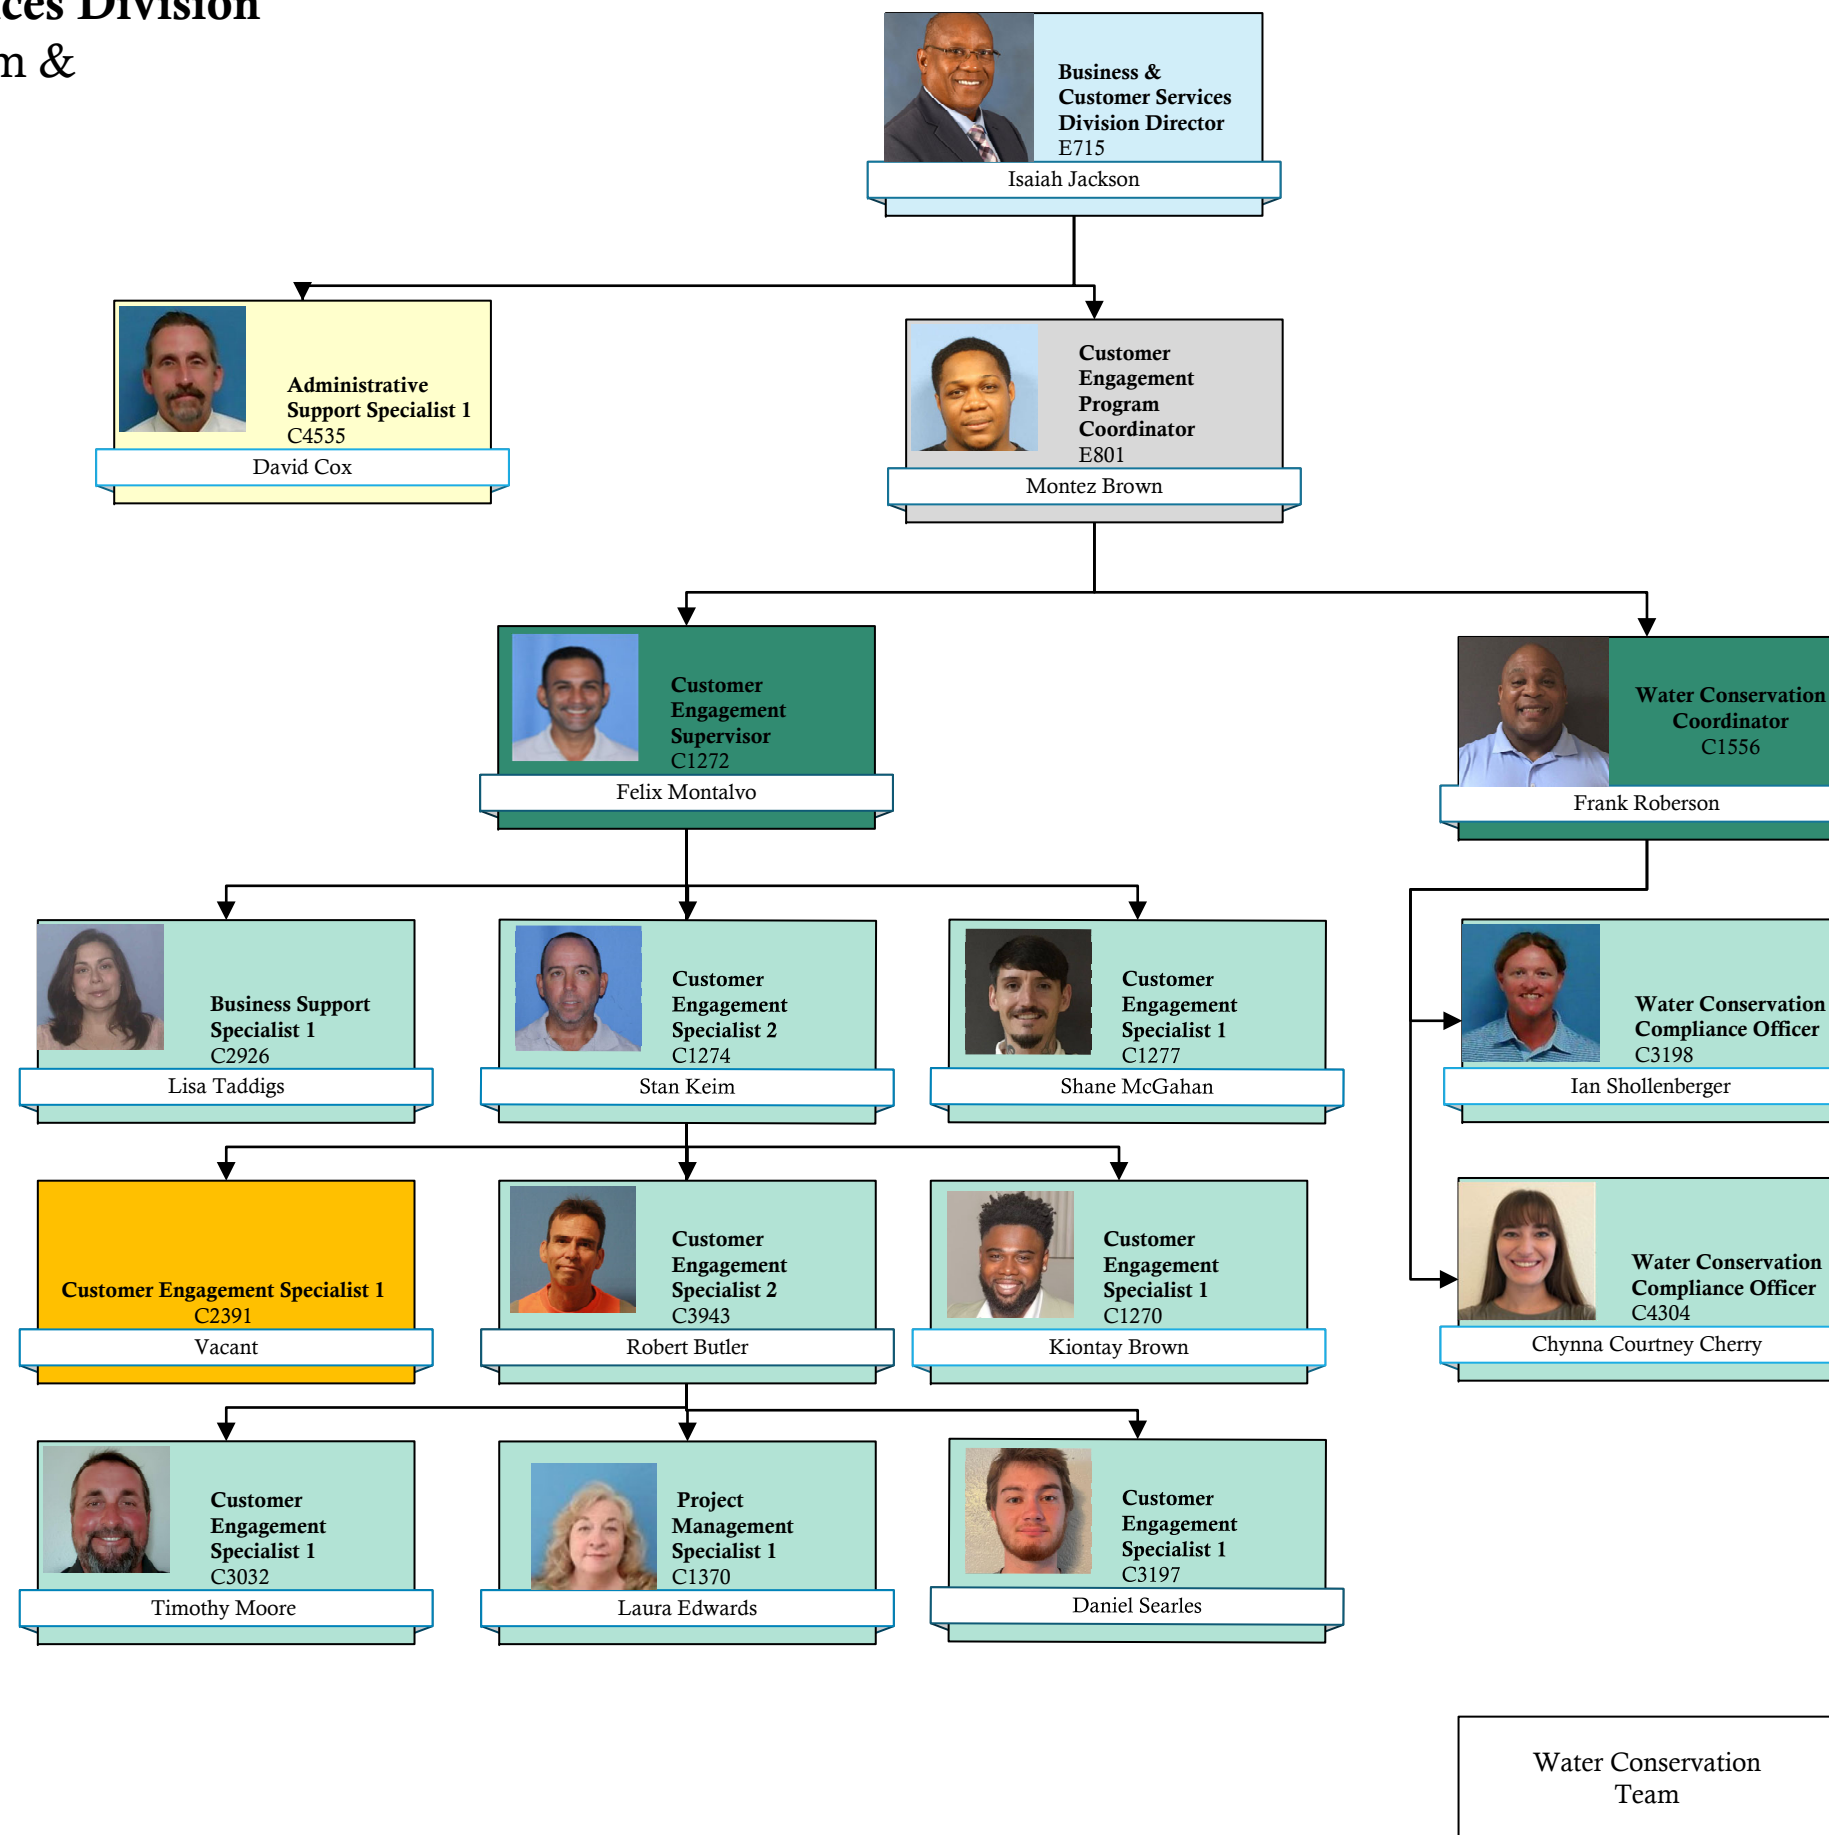 Division
&
Business &
Customer Services
Division Director
E715
Isaiah Jackson
Administrative
Support Specialist 1
C4535
David Cox
Customer
Engagement
Program
Coordinator
E801
Montez Brown
Customer
Engagement
Supervisor
C1272
Felix Montalvo
Water Conservation
Coordinator
C1556
Frank Roberson
Business Support
Specialist 1
C2926
Lisa Taddigs
Customer
Engagement
Specialist 2
C1274
Stan Keim
Customer
Engagement
Specialist 1
C1277
Shane McGahan
Water Conservation
Compliance Officer
C3198
Ian Shollenberger
Customer Engagement Specialist 1
C2391
Vacant
Customer
Engagement
Specialist 2
C3943
Robert Butler
Customer
Engagement
Specialist 1
C1270
Kiontay Brown
Water Conservation
Compliance Officer
C4304
Chynna Courtney Cherry
Customer
Engagement
Specialist 1
C3032
Timothy Moore
Project
Management
Specialist 1
C1370
Laura Edwards
Customer
Engagement
Specialist 1
C3197
Daniel Searles
Water Conservation
Team